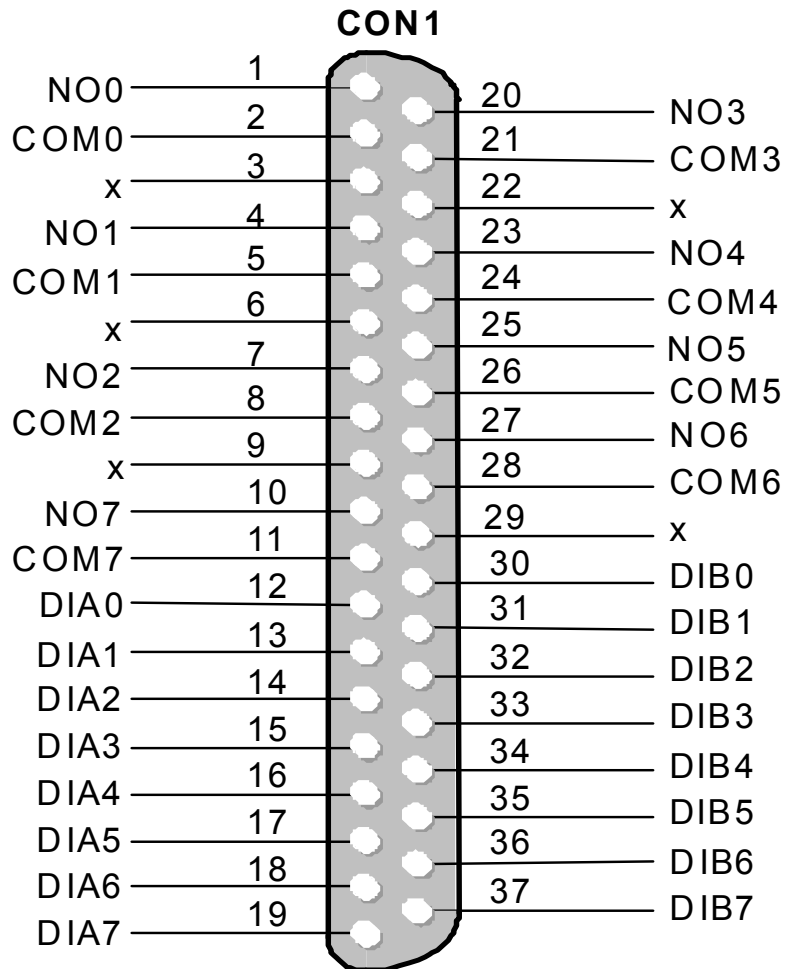 CON1
NO0 1
COM0 2
x 3
NO1 4
COM1 5
x 6
NO2 7
COM2 8
x 9
NO7 10
COM7 11
DIA0 12
DIA1 13
DIA2 14
DIA3 15
DIA4 16
DIA5 17
DIA6 18
DIA7 19
20 NO3
21 COM3
22 x
23 NO4
24 COM4
25 NO5
26 COM5
27 NO6
28 COM6
29 x
30 DIB0
31 DIB1
32 DIB2
33 DIB3
34 DIB4
35 DIB5
36 DIB6
37 DIB7